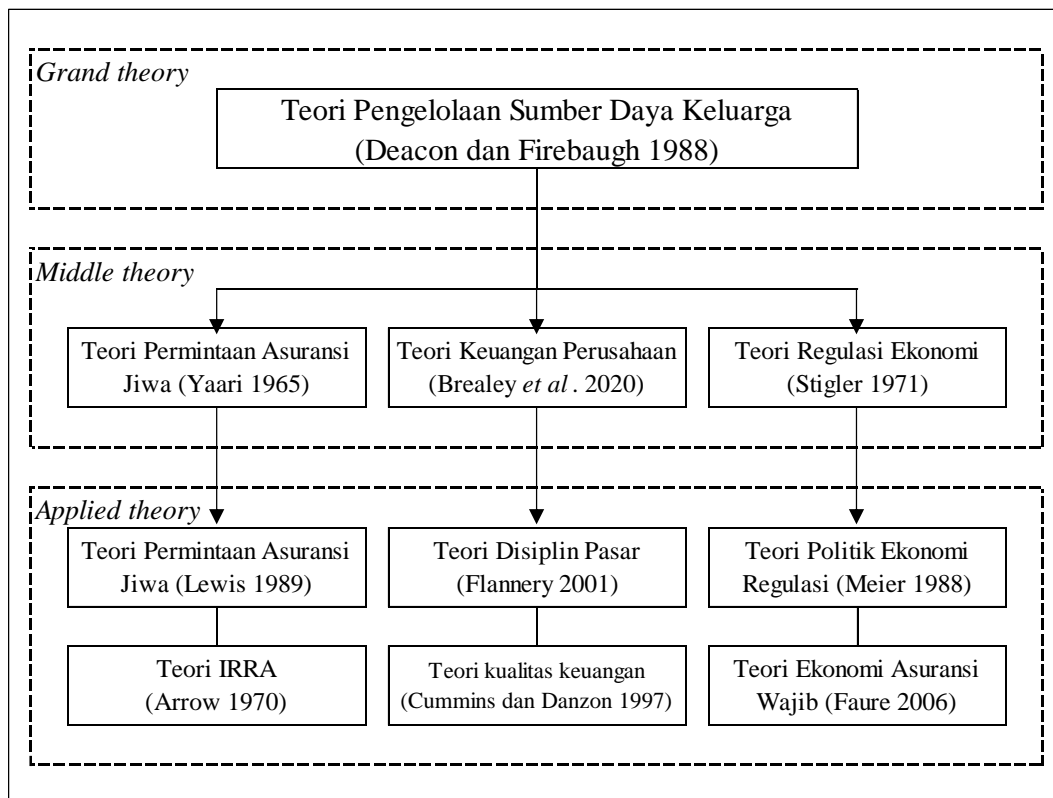 Grand theory
Teori Pengelolaan Sumber Daya Keluarga
(Deacon dan Firebaugh 1988)
Middle theory
Teori Permintaan Asuransi
Jiwa (Yaari 1965)
Teori Keuangan Perusahaan
(Brealey et al. 2020)
Teori Regulasi Ekonomi
(Stigler 1971)
Applied theory
Teori Permintaan Asuransi
Jiwa (Lewis 1989)
Teori Disiplin Pasar
(Flannery 2001)
Teori Politik Ekonomi
Regulasi (Meier 1988)
Teori IRRA
(Arrow 1970)
Teori kualitas keuangan
(Cummins dan Danzon 1997)
Teori Ekonomi Asuransi
Wajib (Faure 2006)